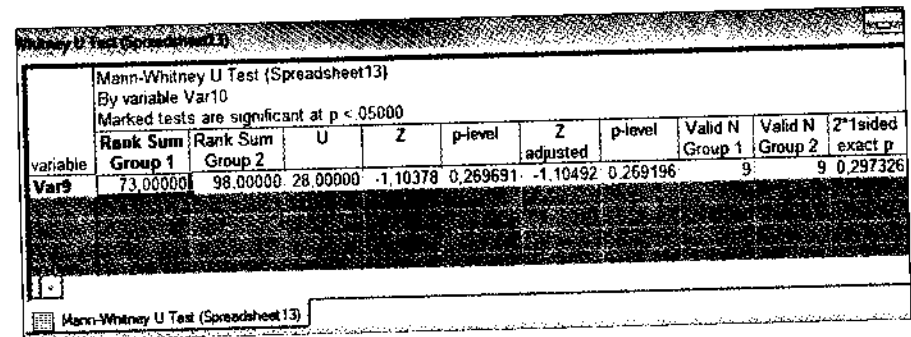 Whitney U Test (Spreadsheet13)
Mann-Whitney U Test (Spreadsheet13)
By variable Var10
Marked tests are significant at p < ,05000
variable Rank Sum Group 1 Rank Sum Group 2 U Z p-level Z adjusted p-level Valid N Group 1 Valid N Group 2 2*1sided exact p
Var9 73,00000 98,00000 28,00000 -1,10378 0,269691 -1,10492 0,269196 9 9 0,297326
Mann-Whitney U Test (Spreadsheet13)